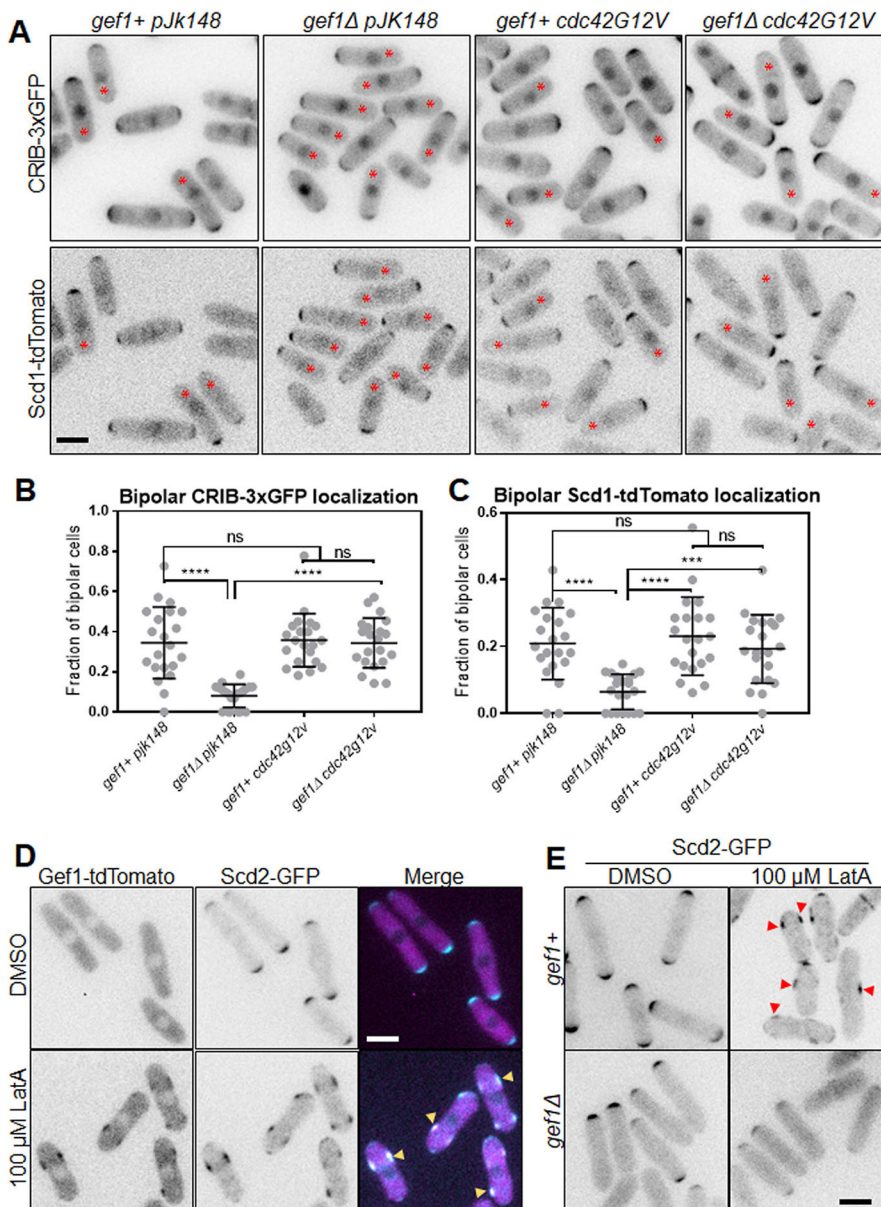 A
gef1+ pJk148
gef1Δ pJK148
gef1+ cdc42G12V
gef1Δ cdc42G12V
CRIB-3xGFP
Scd1-tdTomato
B
Bipolar CRIB-3xGFP localization
Fraction of bipolar cells
1.0
0.8
0.6
0.4
0.2
0.0
ns
ns
****
****
gef1+ pjk148
gef1Δ pjk148
gef1+ cdc42g12v
gef1Δ cdc42g12v
C
Bipolar Scd1-tdTomato localization
Fraction of bipolar cells
0.6
0.4
0.2
0.0
ns
ns
***
****
****
gef1+ pjk148
gef1Δ pjk148
gef1+ cdc42g12v
gef1Δ cdc42g12v
D
Gef1-tdTomato
Scd2-GFP
Merge
DMSO
100 µM LatA
E
Scd2-GFP
DMSO
100 µM LatA
gef1+
gef1Δ